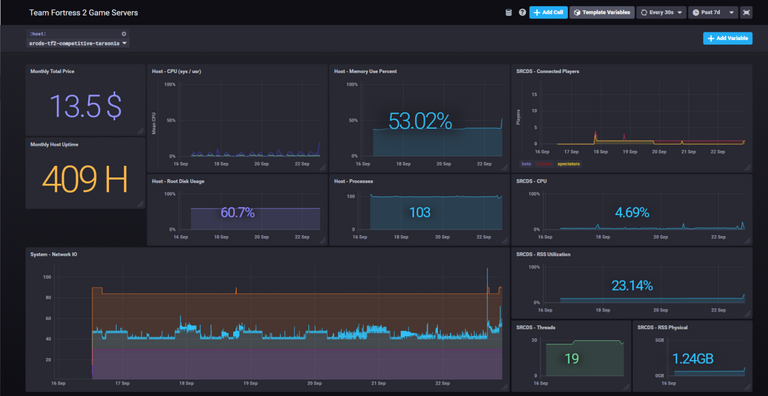 Team Fortress 2 Game Servers
Add Cell
Template Variables
Every 30s
Past 7d
:host:
srcds-tf2-competitive-tarsonis
Add Variable
Monthly Total Price
13.5 $
Monthly Host Uptime
409 H
Host - CPU (sys / usr)
Mean CPU
100%
50%
0%
16 Sep
18 Sep
20 Sep
22 Sep
Host - Memory Use Percent
53.02%
100%
50%
0%
16 Sep
18 Sep
20 Sep
22 Sep
SRCDS - Connected Players
Players
15
10
5
0
16 Sep
17 Sep
18 Sep
19 Sep
20 Sep
21 Sep
22 Sep
bots
spectators
Host - Root Disk Usage
60.7%
100%
50%
0%
16 Sep
18 Sep
20 Sep
22 Sep
Host - Processes
103
100
50
0
16 Sep
18 Sep
20 Sep
22 Sep
SRCDS - CPU
4.69%
100%
0%
16 Sep
18 Sep
20 Sep
22 Sep
System - Network IO
100
80
60
40
20
16 Sep
17 Sep
18 Sep
19 Sep
20 Sep
21 Sep
22 Sep
SRCDS - RSS Utilization
23.14%
100%
0%
16 Sep
18 Sep
20 Sep
22 Sep
SRCDS - Threads
19
20
0
16 Sep
SRCDS - RSS Physical
1.24GB
0GB
16 Sep